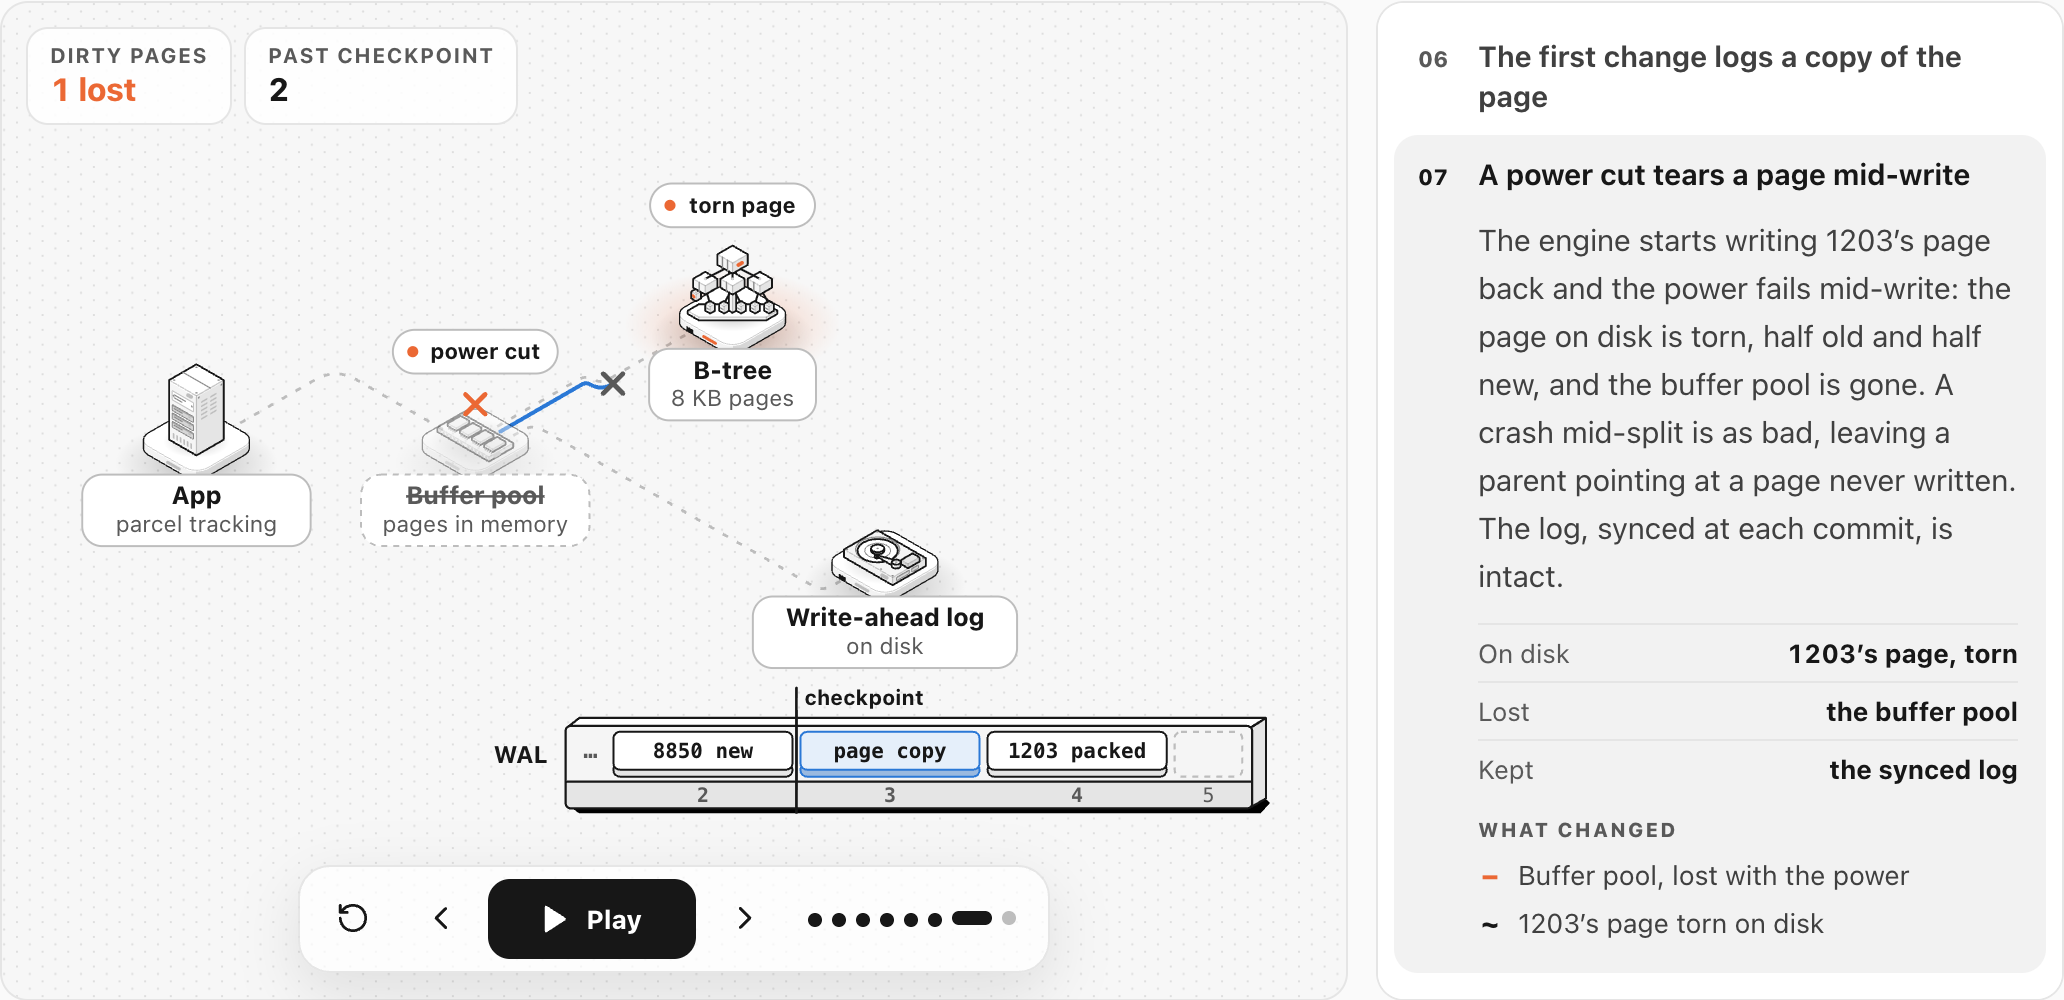 DIRTY PAGES
1 lost
PAST CHECKPOINT
2
torn page
power cut
B-tree
8 KB pages
App
parcel tracking
Buffer pool
pages in memory
Write-ahead log
on disk
checkpoint
WAL
... 8850 new page copy 1203 packed
2 3 4 5
Play
06 The first change logs a copy of the
page
07 A power cut tears a page mid-write
The engine starts writing 1203’s page
back and the power fails mid-write: the
page on disk is torn, half old and half
new, and the buffer pool is gone. A
crash mid-split is as bad, leaving a
parent pointing at a page never written.
The log, synced at each commit, is
intact.
On disk 1203’s page, torn
Lost the buffer pool
Kept the synced log
WHAT CHANGED
– Buffer pool, lost with the power
~ 1203’s page torn on disk